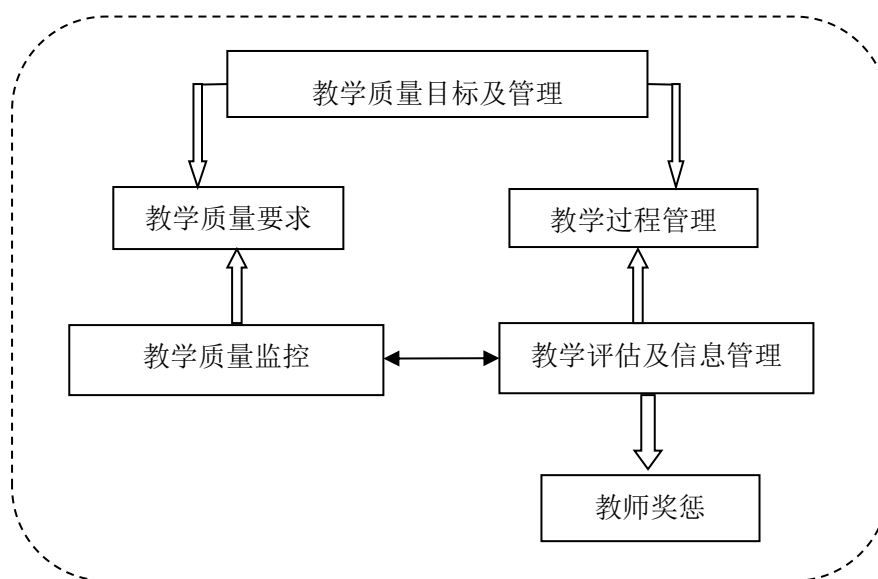 教学质量目标及管理
教学质量要求
教学过程管理
教学质量监控
教学评估及信息管理
教师奖惩